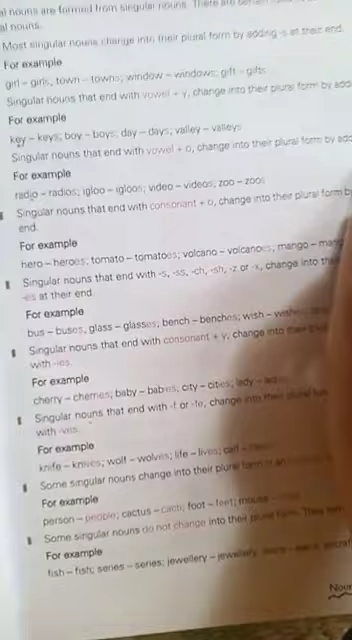 al nouns are formed from singular nouns. There are
al nouns.
Most singular nouns change into their plural form by adding -s at their end.
For example
girl – girls; town – towns; window – windows; gift – gifts
Singular nouns that end with vowel + y, change into their plural form by add
For example
key – keys; boy – boys; day – days; valley – valleys
Singular nouns that end with vowel + o, change into their plural form by add
For example
radio – radios; igloo – igloos; video – videos; zoo – zoos
Singular nouns that end with consonant + o, change into their plural form b
end.
For example
hero – heroes; tomato – tomatoes; volcano – volcanoes; mango – mang
Singular nouns that end with -s, -ss, -ch, -sh, -z or -x, change into
-es at their end.
For example
bus – buses, glass – glasses; bench – benches; wish – wishes
Singular nouns that end with consonant + y, change into their
with -ies.
For example
cherry – cherries; baby – babies; city – cities; lady –
Singular nouns that end with -f or -fe, change into their plural
with -ves.
For example
knife – knives; wolf – wolves; life – lives; calf –
Some singular nouns change into their plural form in
For example
person – people; cactus – cacti; foot – feet; mouse –
Some singular nouns do not change into their plural form. They
For example
fish – fish; series – series; jewellery – jewellery
Noun